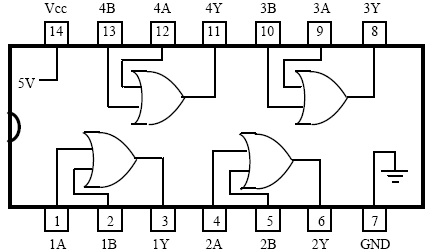 Vcc 4B 4A 4Y 3B 3A 3Y
14 13 12 11 10 9 8
5V
1 2 3 4 5 6 7
1A 1B 1Y 2A 2B 2Y GND